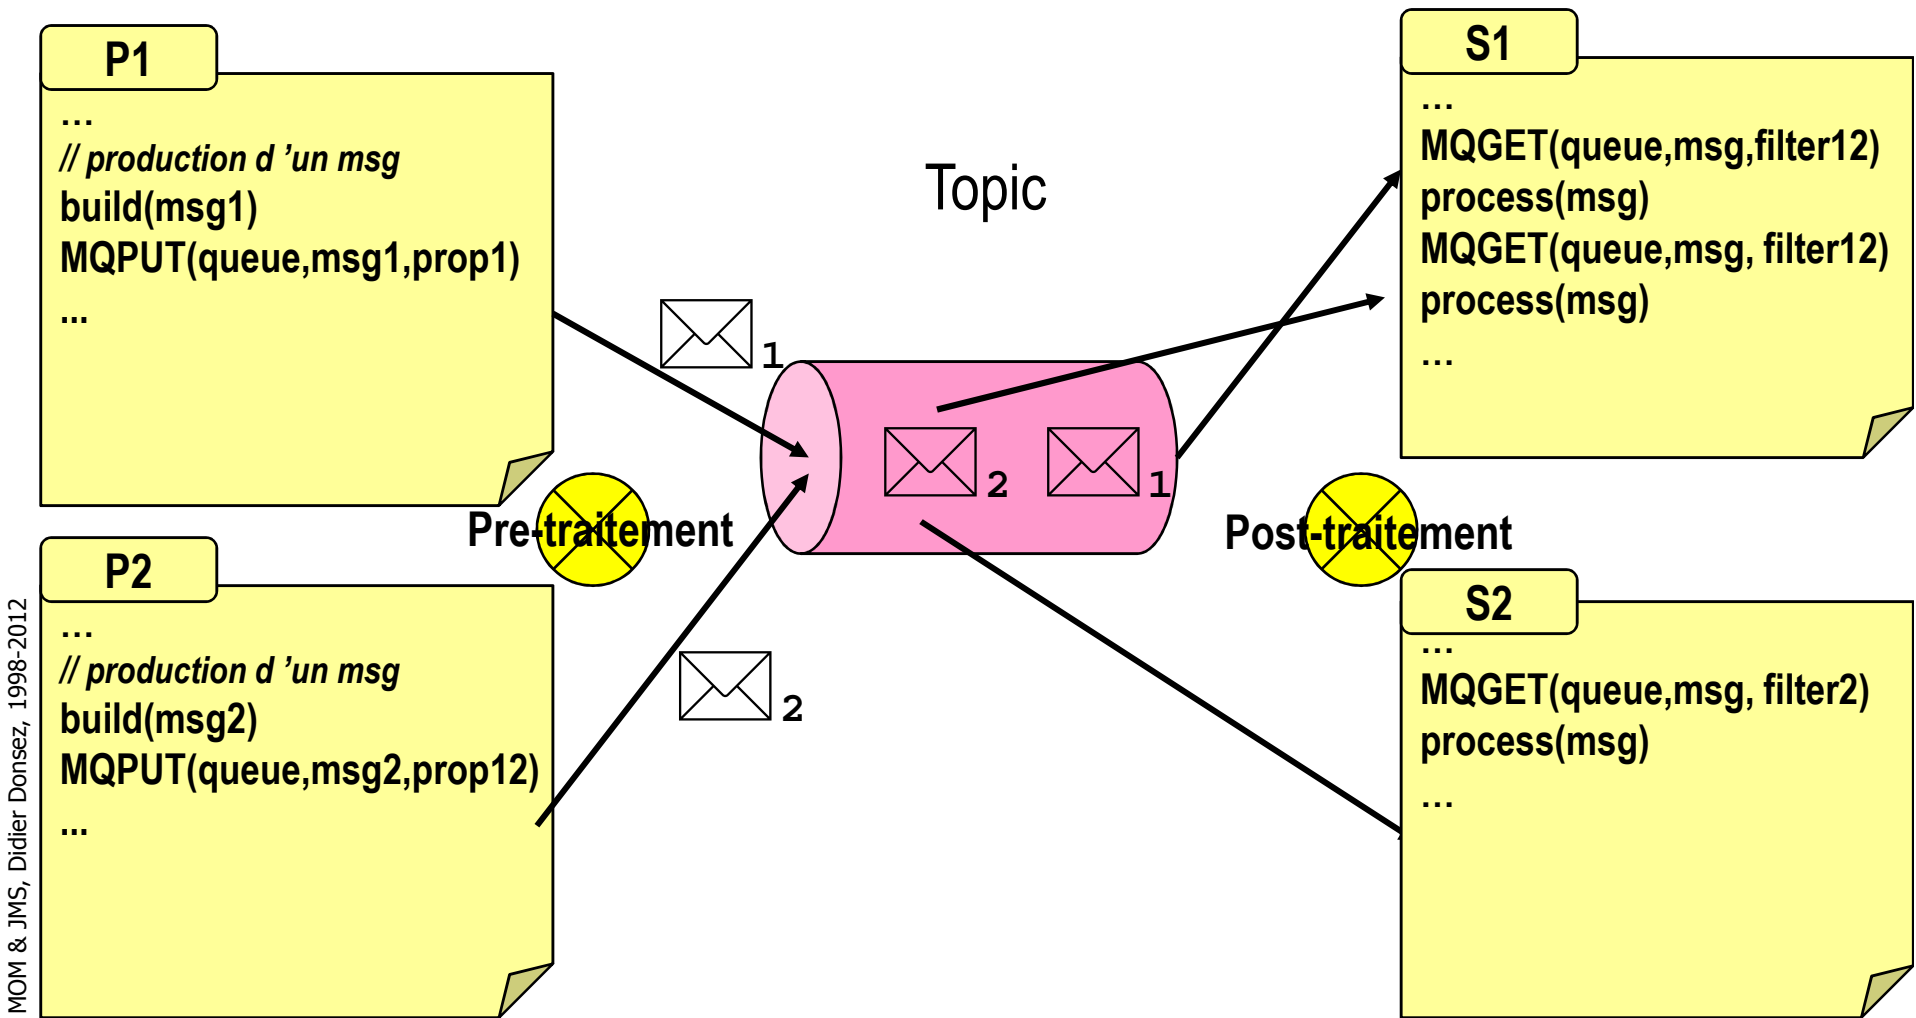 P1
…
// production d ’un msg
build(msg1)
MQPUT(queue,msg1,prop1)
...
Topic
S1
…
MQGET(queue,msg,filter12)
process(msg)
MQGET(queue,msg, filter12)
process(msg)
…
1
2
1
Pre-traitement
Post-traitement
P2
…
// production d ’un msg
build(msg2)
MQPUT(queue,msg2,prop12)
...
2
S2
…
MQGET(queue,msg, filter2)
process(msg)
…
MOM & JMS, Didier Donsez, 1998-2012